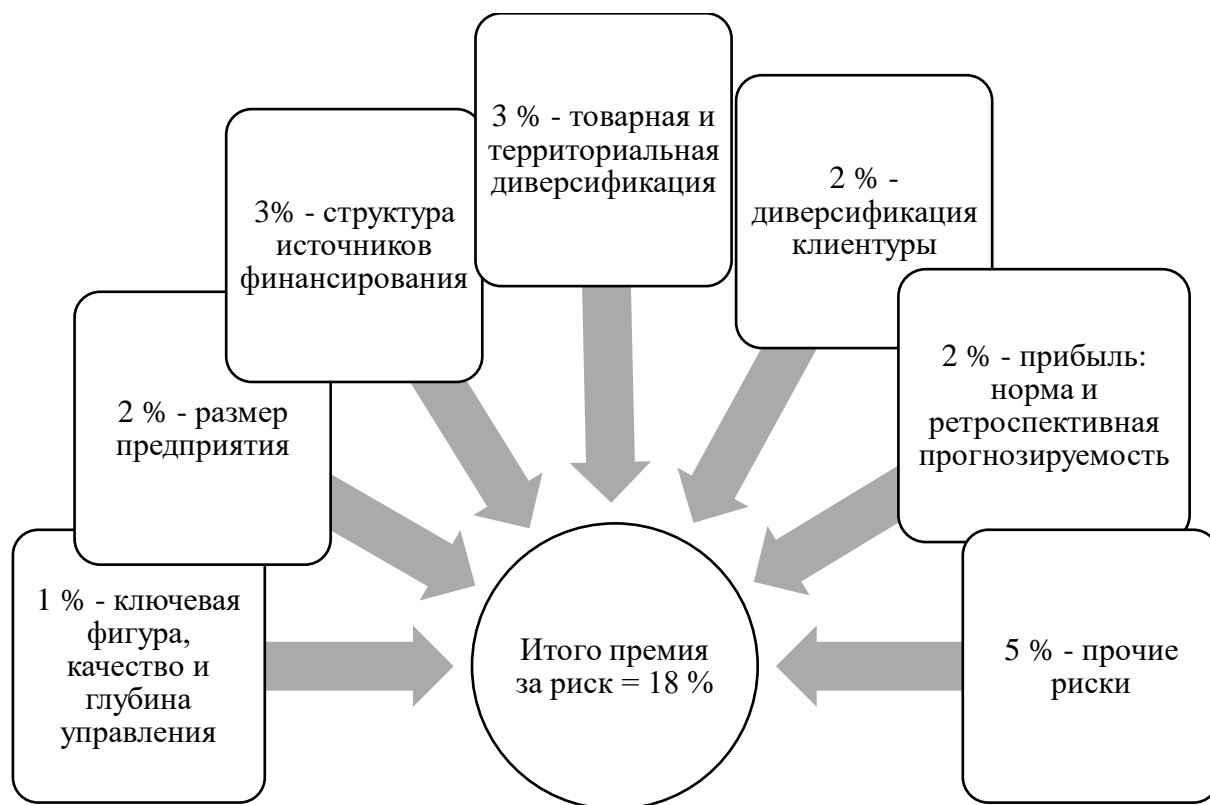 1 % - ключевая
фигура,
качество и
глубина
управления
2 % - размер
предприятия
3% - структура
источников
финансирования
3 % - товарная и
территориальная
диверсификация
2 % -
диверсификация
клиентуры
2 % - прибыль:
норма и
ретроспективная
прогнозируемость
5 % - прочие
риски
Итого премия
за риск = 18 %